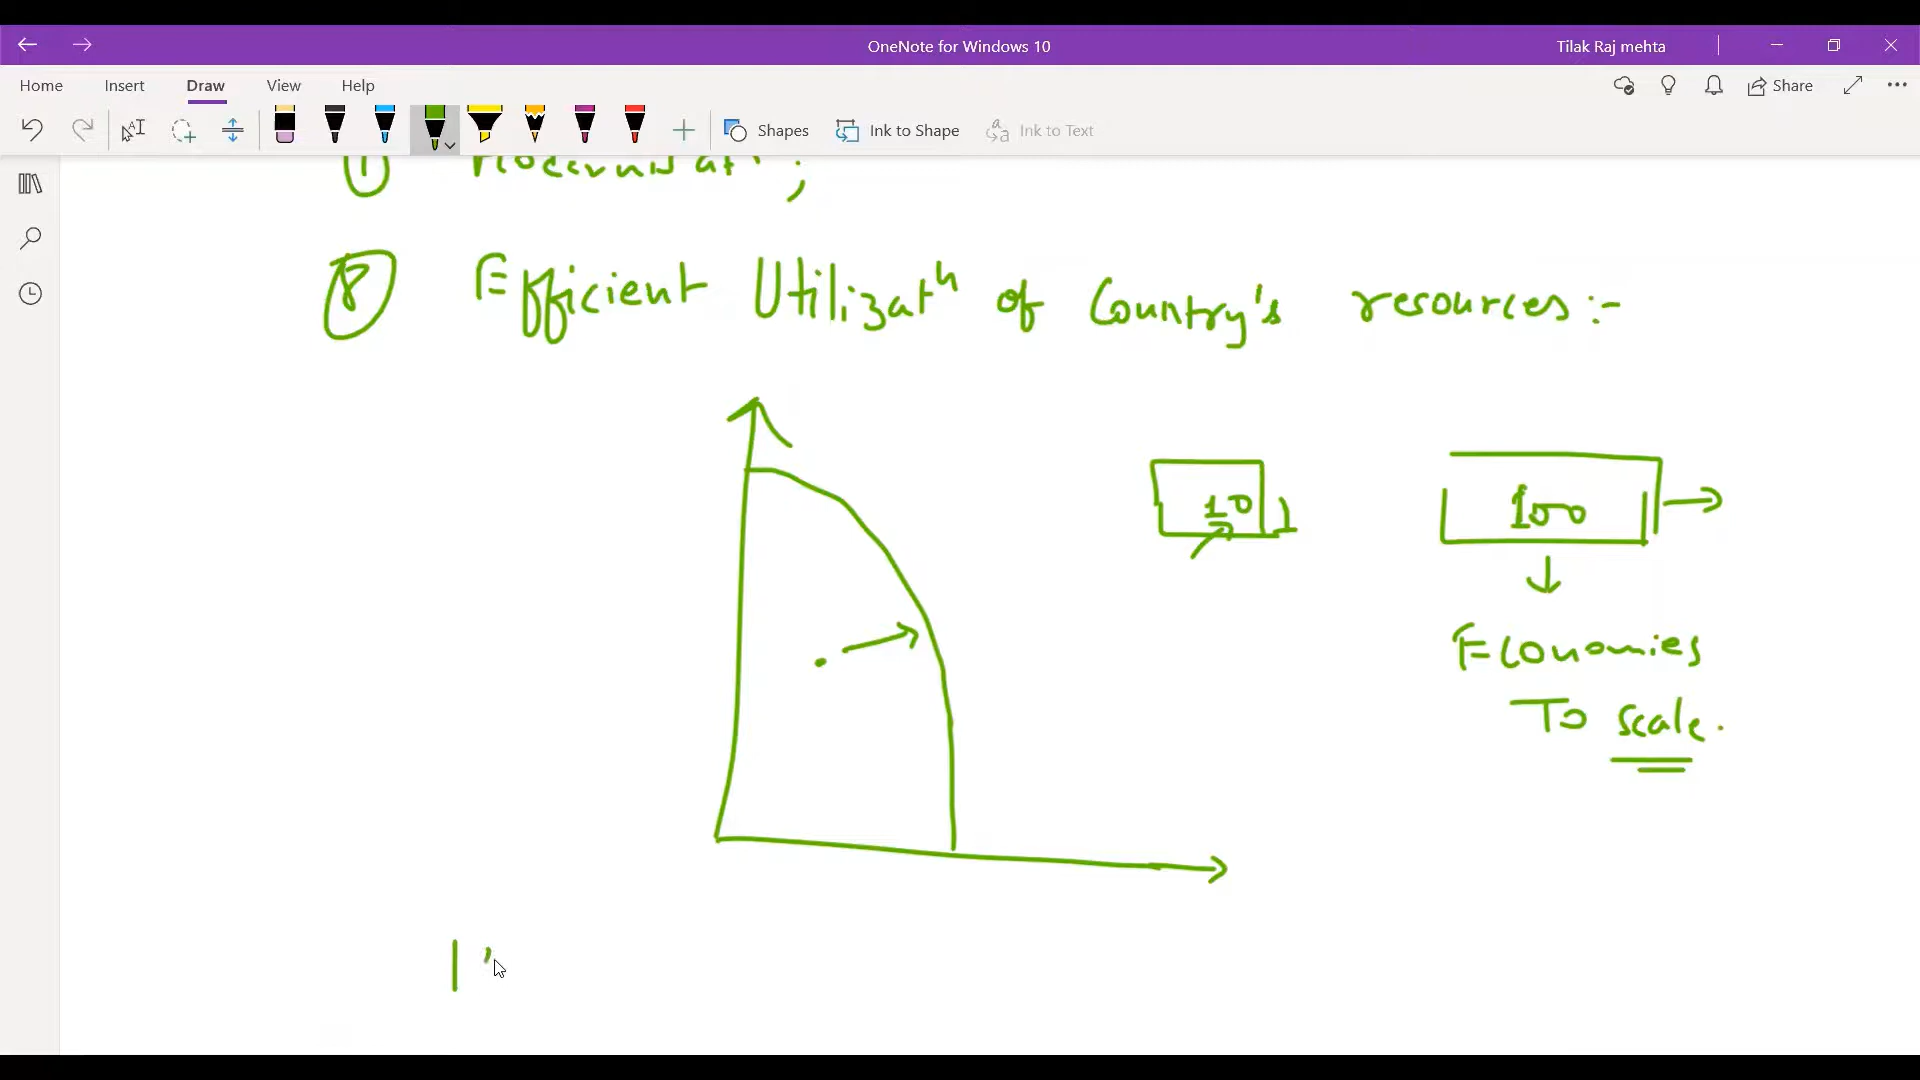 OneNote for Windows 10
Tilak Raj mehta
Home Insert Draw View Help
Share
Shapes Ink to Shape Ink to Text
⑧ Efficient Utilizatⁿ of Country's resources :-
10 1
100
Economies
To scale.